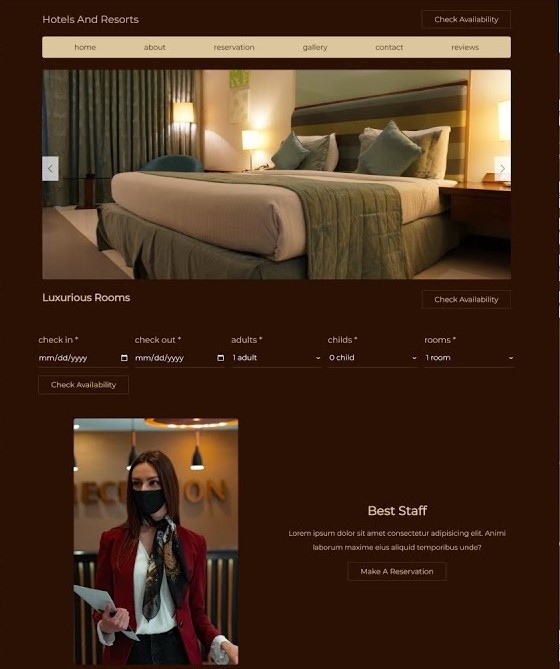 Hotels And Resorts
Check Availability
home about reservation gallery contact reviews
Luxurious Rooms
Check Availability
check in * check out * adults * childs * rooms *
mm/dd/yyyy mm/dd/yyyy 1 adult 0 child 1 room
Check Availability
ECE ON
Best Staff
Lorem ipsum dolor sit amet consectetur adipisicing elit. Animi
laborum maxime eius aliquid temporibus unde?
Make A Reservation